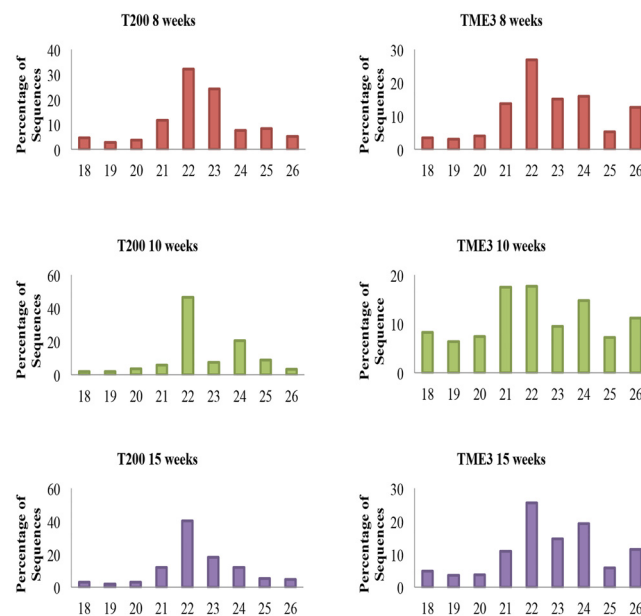 T200 8 weeks
Percentage of
Sequences
40
30
20
10
0
18 19 20 21 22 23 24 25 26
TME3 8 weeks
Percentage of
Sequences
30
20
10
0
18 19 20 21 22 23 24 25 26
T200 10 weeks
Percentage of
Sequences
60
40
20
0
18 19 20 21 22 23 24 25 26
TME3 10 weeks
Percentage of
Sequence
20
10
0
18 19 20 21 22 23 24 25 26
T200 15 weeks
Percentage of
Sequences
60
40
20
0
18 19 20 21 22 23 24 25 26
TME3 15 weeks
Percentage of
Sequences
30
20
10
0
18 19 20 21 22 23 24 25 26